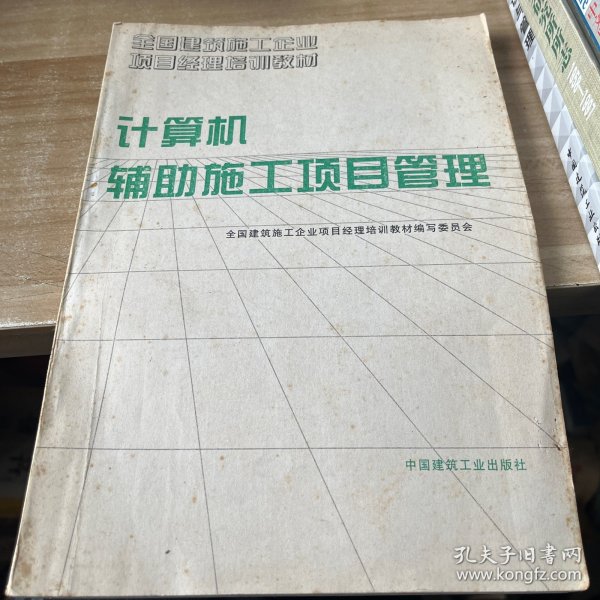 全国建筑施工企业
项目经理培训教材
计算机
辅助施工项目管理
全国建筑施工企业项目经理培训教材编写委员会
中国建筑工业出版社
孔夫子旧书网
www.kongfz.com